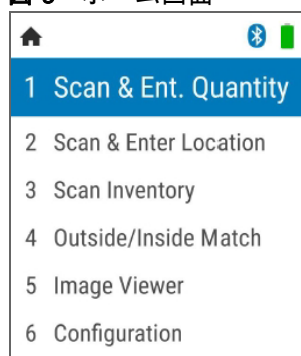 1 Scan & Ent. Quantity
2 Scan & Enter Location
3 Scan Inventory
4 Outside/Inside Match
5 Image Viewer
6 Configuration